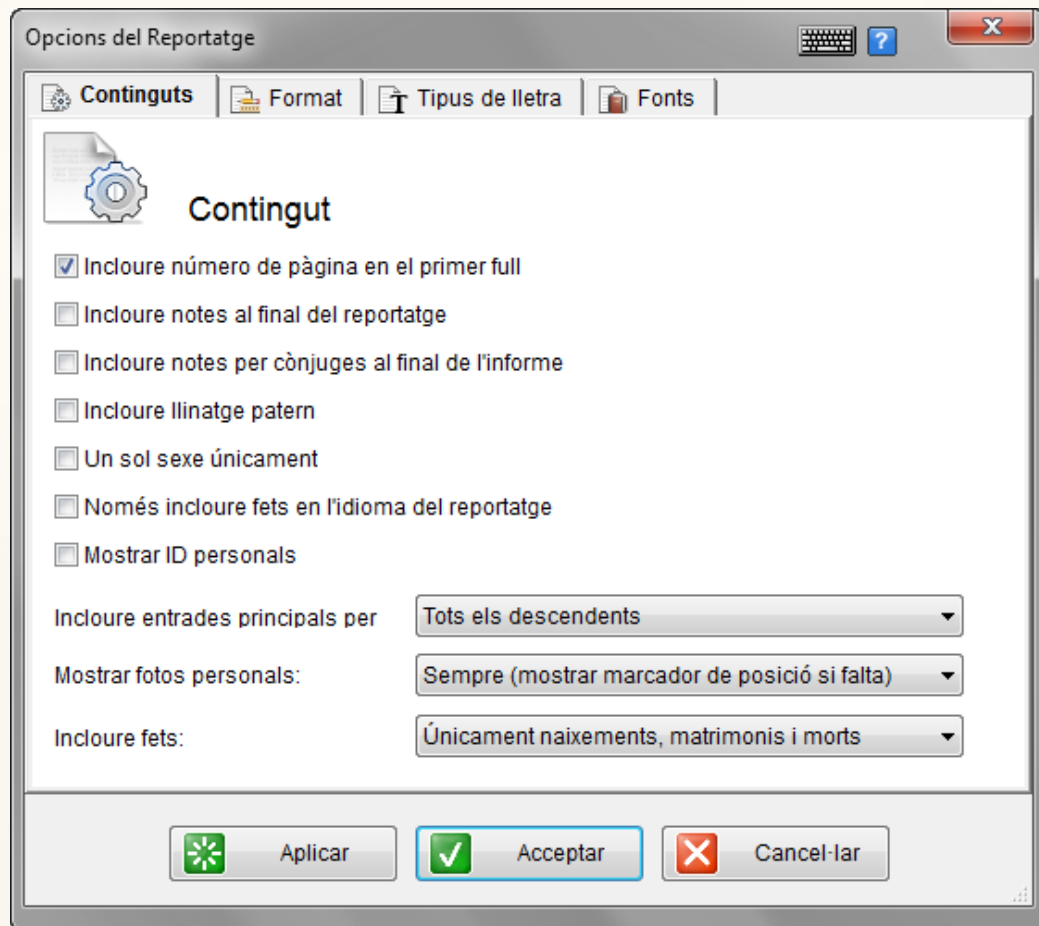 Opcions del Reportatge
?
X
Continguts
Format
Tipus de lletra
Fonts
Contingut
Incloure número de pàgina en el primer full
Incloure notes al final del reportatge
Incloure notes per cònjuges al final de l'informe
Incloure llinatge patern
Un sol sexe únicament
Només incloure fets en l'idioma del reportatge
Mostrar ID personals
Incloure entrades principals per
Tots els descendents
Mostrar fotos personals:
Sempre (mostrar marcador de posició si falta)
Incloure fets:
Únicament naixements, matrimonis i morts
Aplicar
Acceptar
Cancel·lar